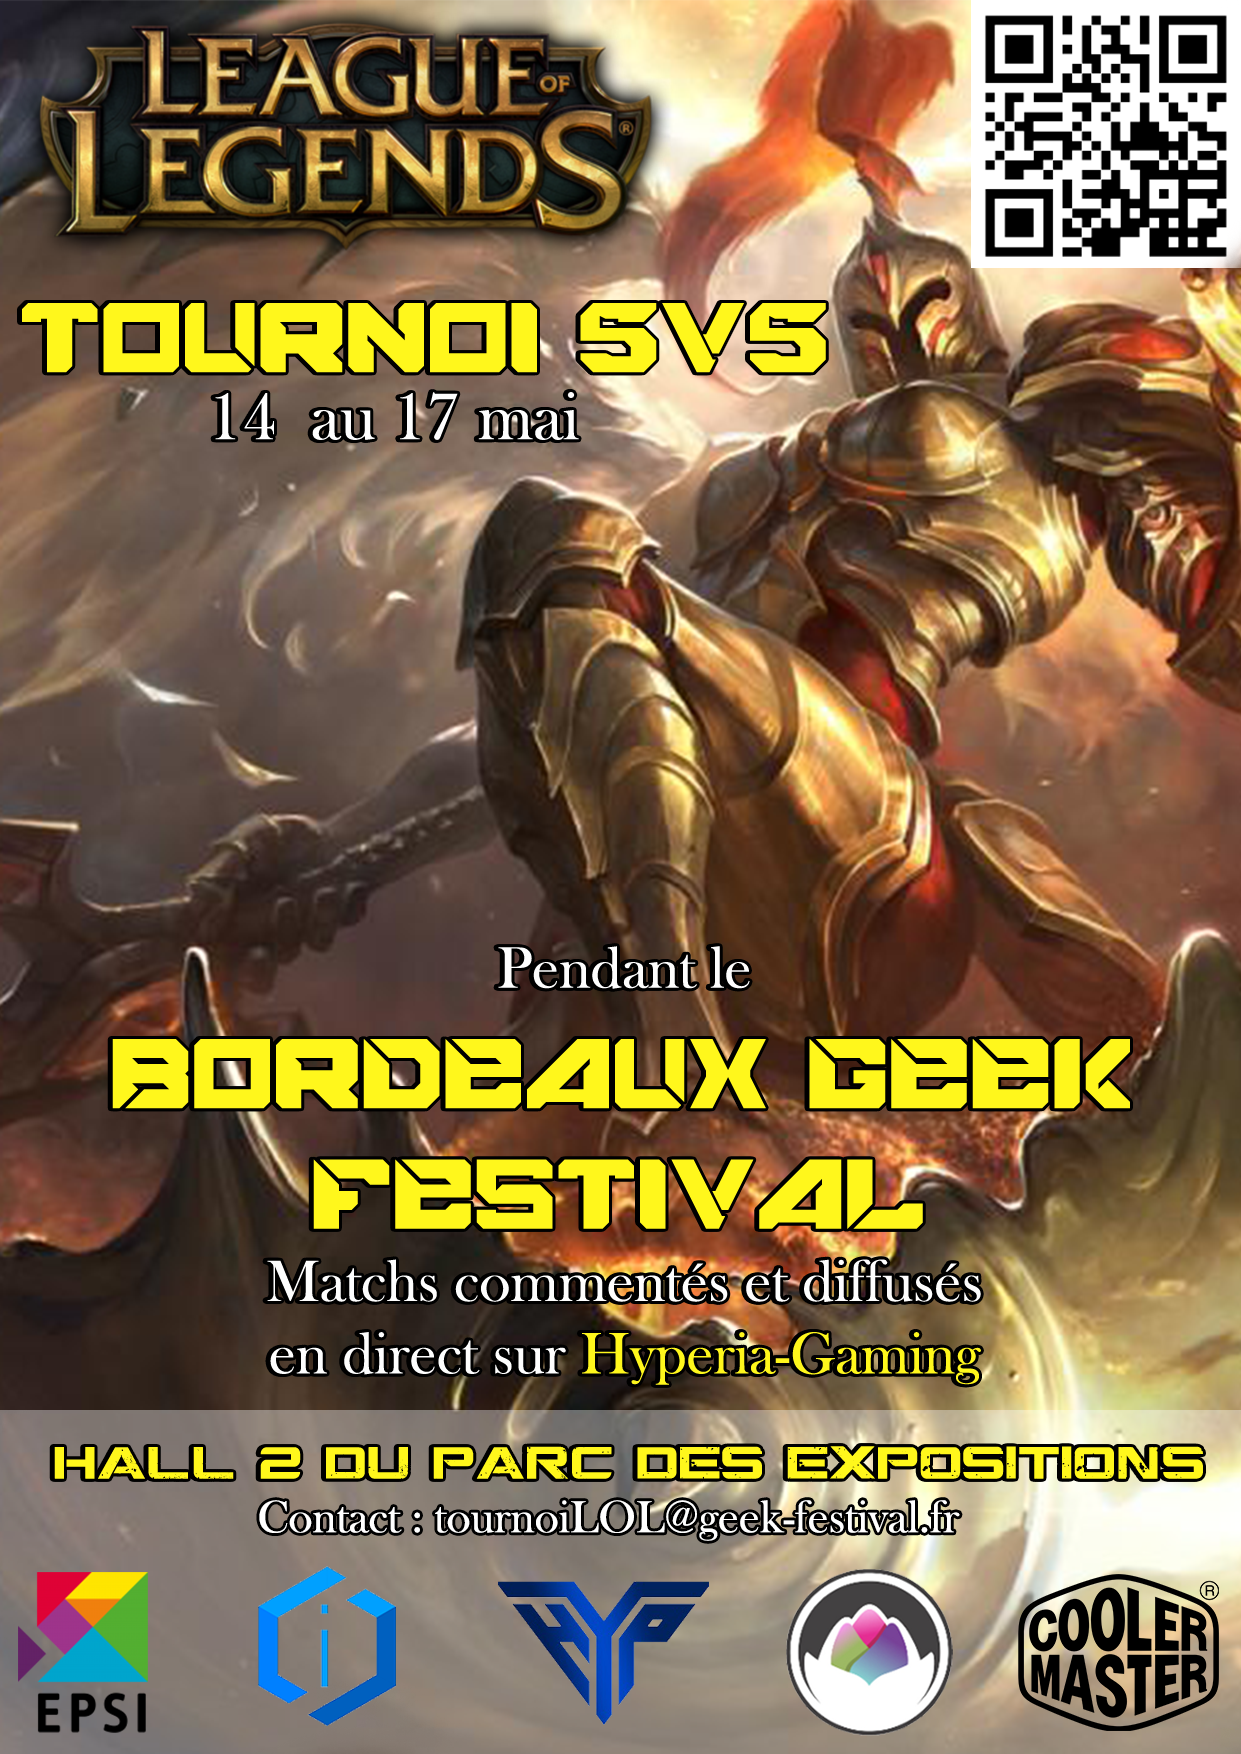 LEAGUE OF
LEGENDS®
TOURNOI 5V5
14 au 17 mai
Pendant le
BORDEAUX GEEK
FESTIVAL
Matchs commentés et diffusés
en direct sur Hyperia-Gaming
HALL 2 DU PARC DES EXPOSITIONS
Contact : tournoiLOL@geek-festival.fr
EPSI
i
HYP
COOLER
MASTER®